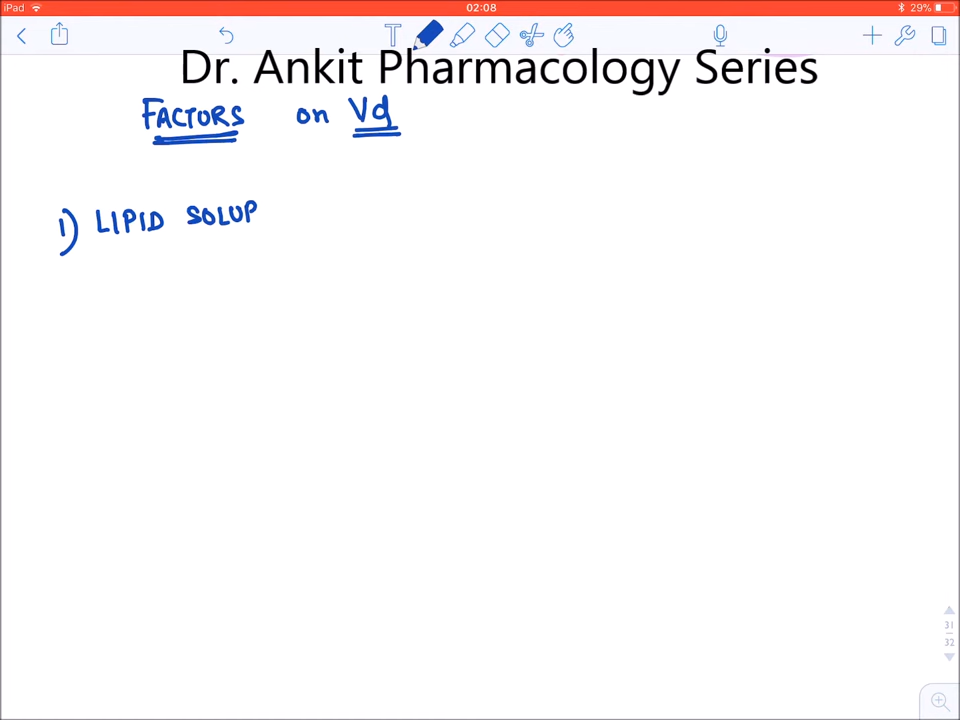 iPad 02:08 29%
T
Dr. Ankit Pharmacology Series
FACTORS on Vd
1) LIPID SOLUP
31
32